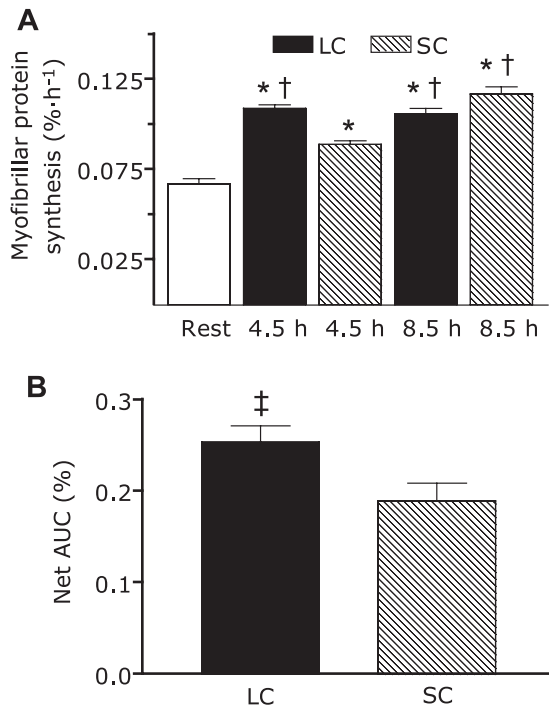 A
LC SC
Myofibrillar protein
synthesis (%·h⁻¹)
0.125
0.075
0.025
* †
*
* †
* †
Rest 4.5 h 4.5 h 8.5 h 8.5 h
B
Net AUC (%)
0.3
0.2
0.1
0.0
‡
LC SC